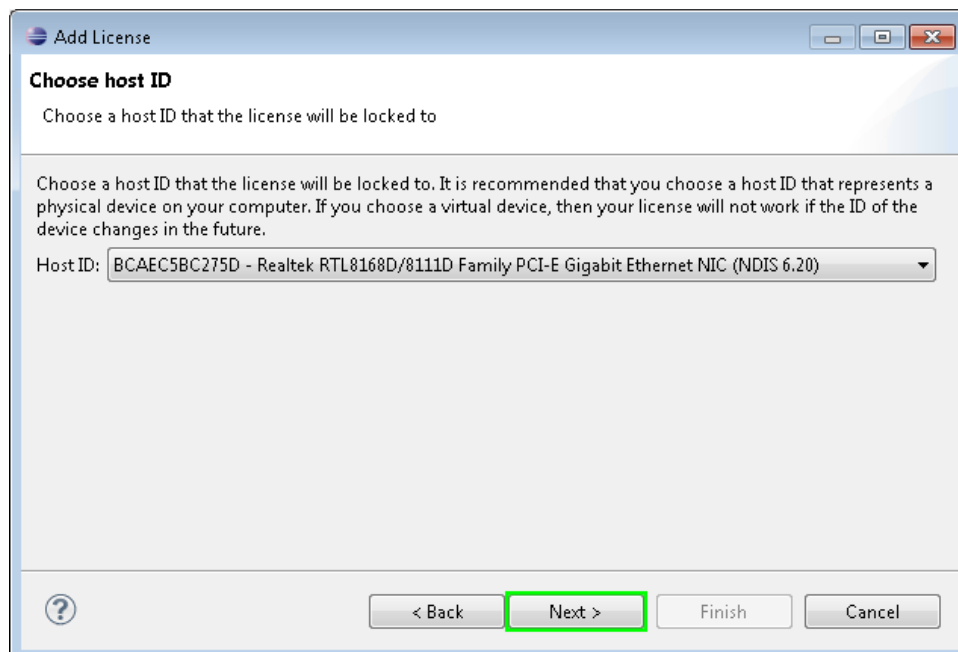 Add License
Choose host ID
Choose a host ID that the license will be locked to
Choose a host ID that the license will be locked to. It is recommended that you choose a host ID that represents a
physical device on your computer. If you choose a virtual device, then your license will not work if the ID of the
device changes in the future.
Host ID: BCAEC5BC275D - Realtek RTL8168D/8111D Family PCI-E Gigabit Ethernet NIC (NDIS 6.20)
? < Back Next > Finish Cancel